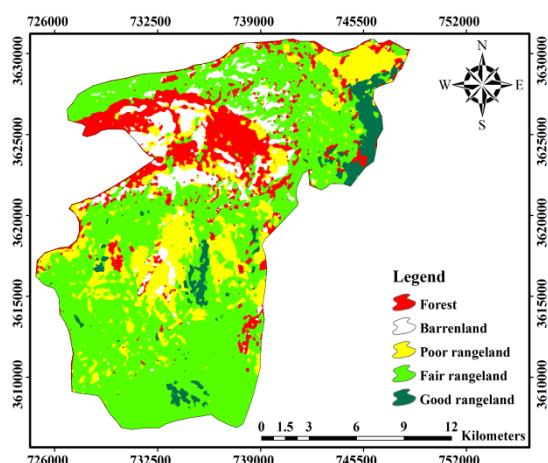 726000 732500 739000 745500 752000
3630000
3625000
3620000
3615000
3610000
N
W E
S
3630000
3625000
3620000
3615000
3610000
Legend
Forest
Barrenland
Poor rangeland
Fair rangeland
Good rangeland
0 1.5 3 6 9 12
Kilometers
726000 732500 739000 745500 752000